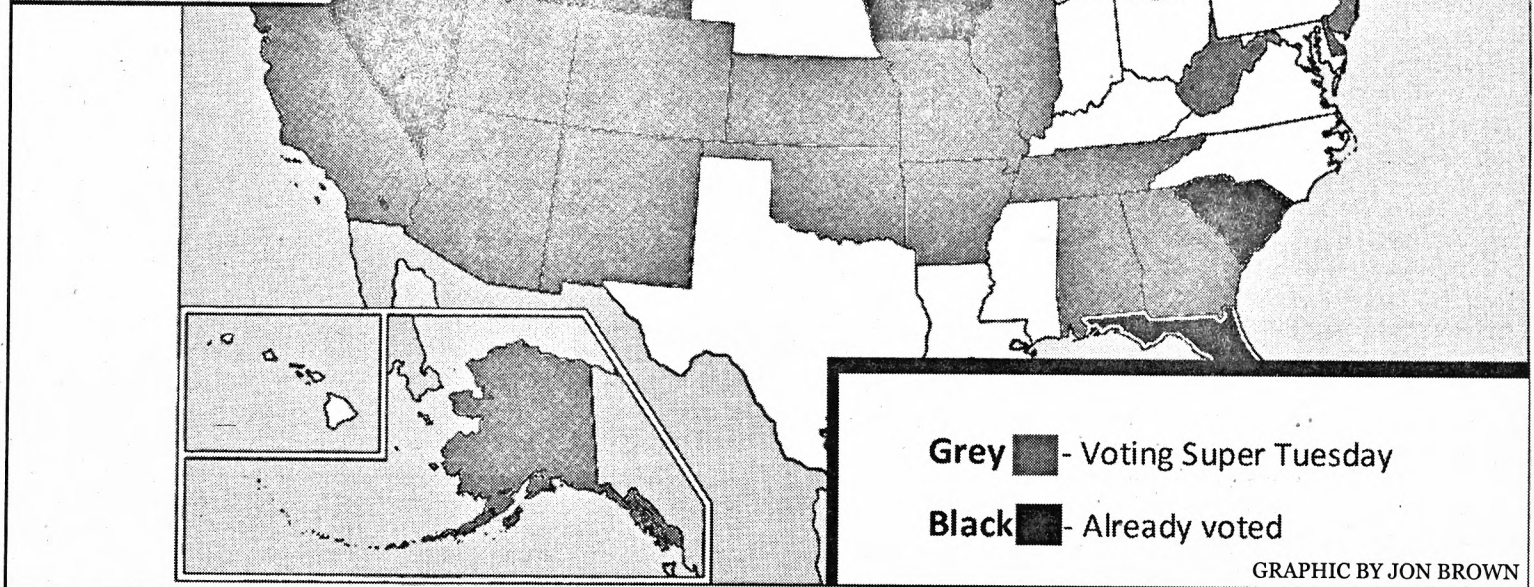 Grey - Voting Super Tuesday
Black - Already voted
GRAPHIC BY JON BROWN